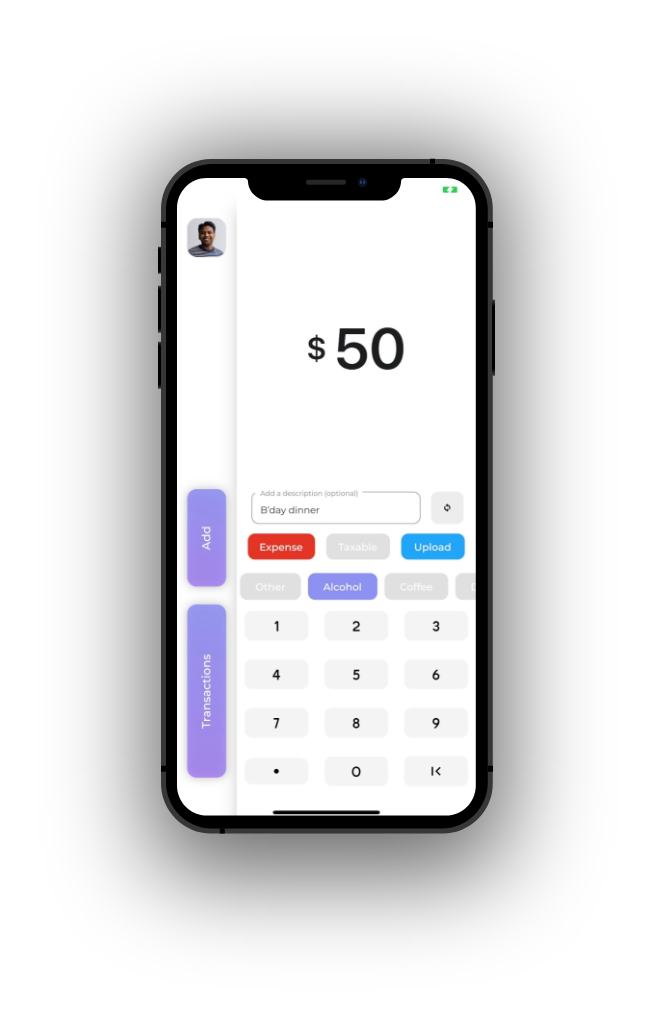 $ 50
Add a description (optional)
B'day dinner
Expense Taxable Upload
Other Alcohol Coffee
1 2 3
4 5 6
7 8 9
• 0
Add
Transactions